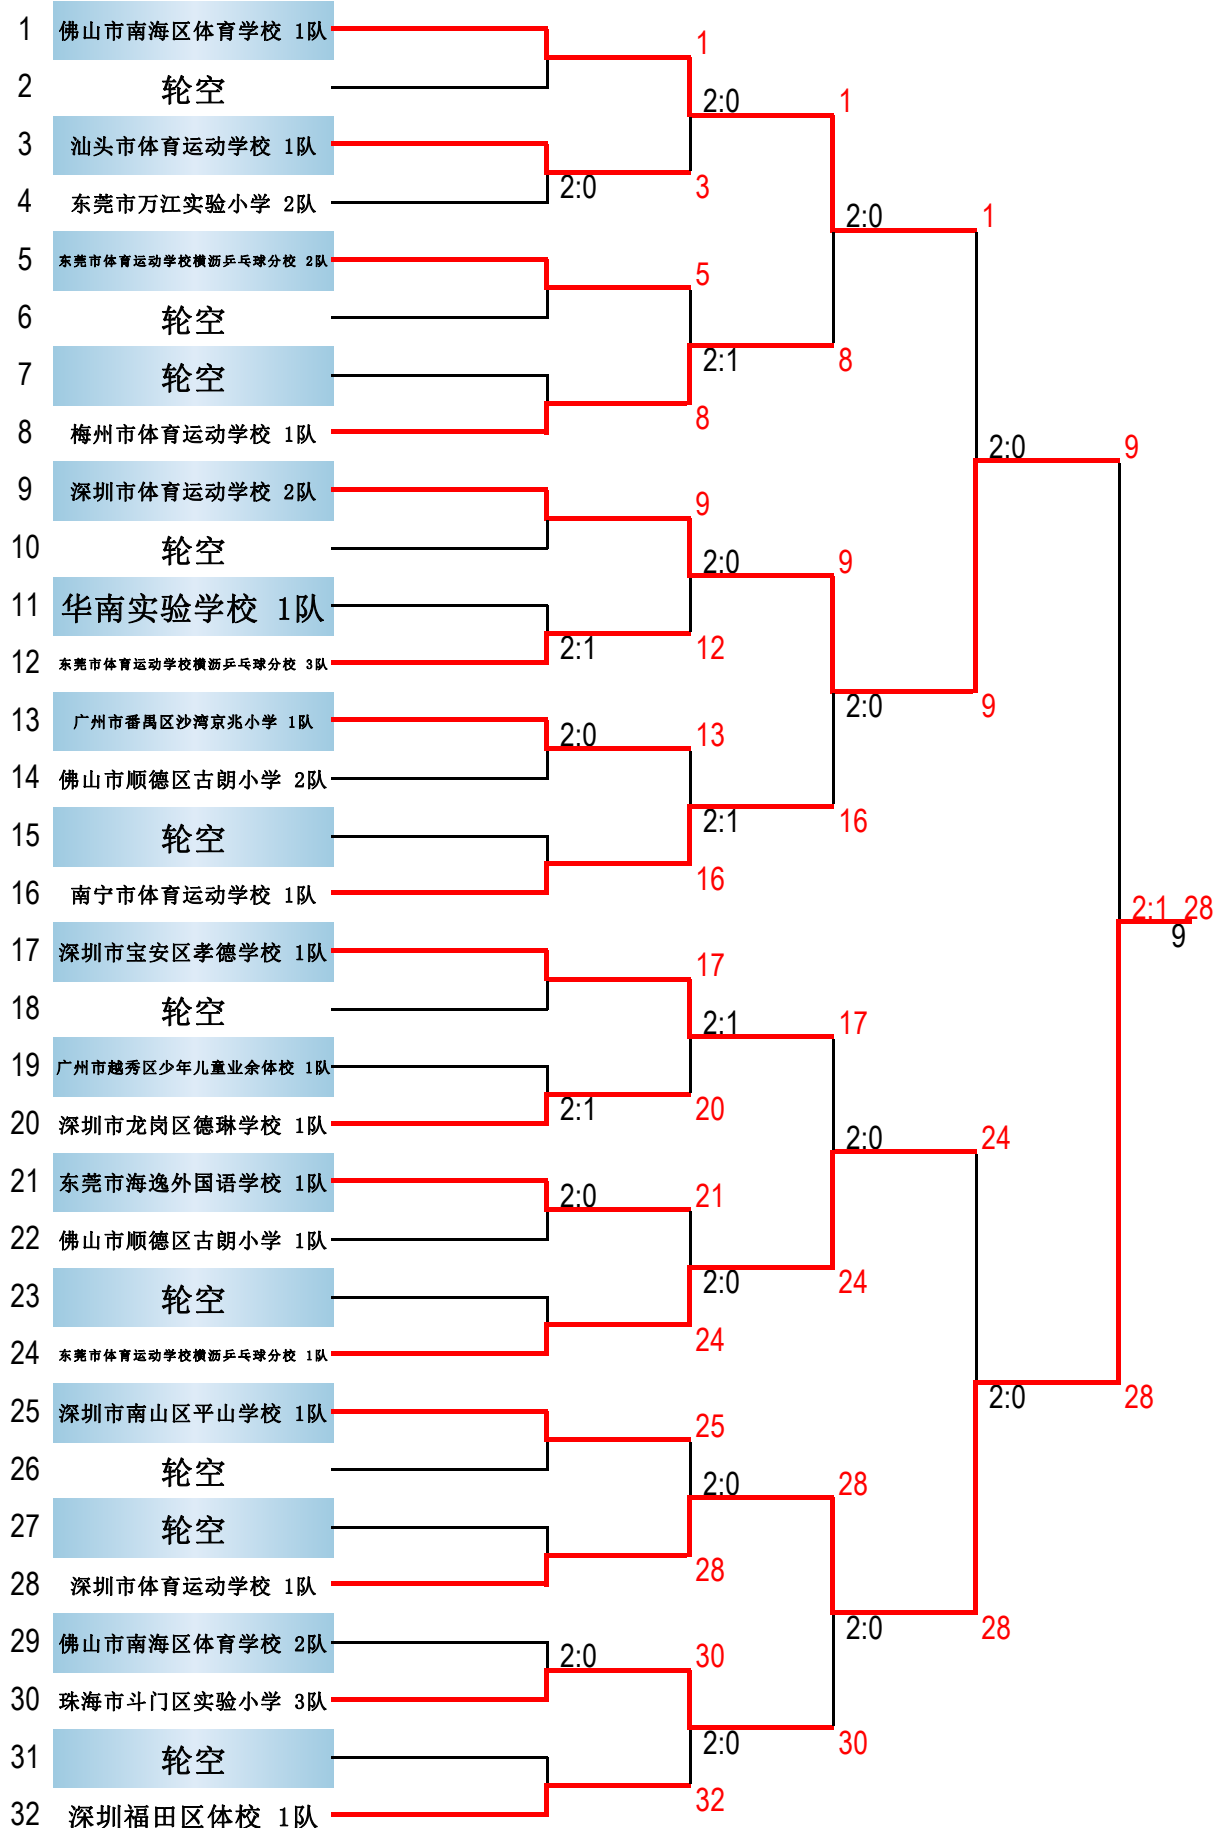 1 佛山市南海区体育学校 1队
1
2 轮空
2:0 1
3 汕头市体育运动学校 1队
2:0 3
4 东莞市万江实验小学 2队
2:0 1
5 东莞市体育运动学校横沥乒乓球分校 2队
5
6 轮空
2:1 8
7 轮空
8
8 梅州市体育运动学校 1队
2:0 9
9 深圳市体育运动学校 2队
9
10 轮空
2:0 9
11 华南实验学校 1队
2:1 12
12 东莞市体育运动学校横沥乒乓球分校 3队
2:0 9
13 广州市番禺区沙湾京兆小学 1队
2:0 13
14 佛山市顺德区古朗小学 2队
2:1 16
15 轮空
16
16 南宁市体育运动学校 1队
2:1 28
9
17 深圳市宝安区孝德学校 1队
17
18 轮空
2:1 17
19 广州市越秀区少年儿童业余体校 1队
2:1 20
20 深圳市龙岗区德琳学校 1队
2:0 24
21 东莞市海逸外国语学校 1队
2:0 21
22 佛山市顺德区古朗小学 1队
2:0 24
23 轮空
24
24 东莞市体育运动学校横沥乒乓球分校 1队
2:0 28
25 深圳市南山区平山学校 1队
25
26 轮空
2:0 28
27 轮空
28
28 深圳市体育运动学校 1队
2:0 28
29 佛山市南海区体育学校 2队
2:0 30
30 珠海市斗门区实验小学 3队
2:0 30
31 轮空
32
32 深圳福田区体校 1队